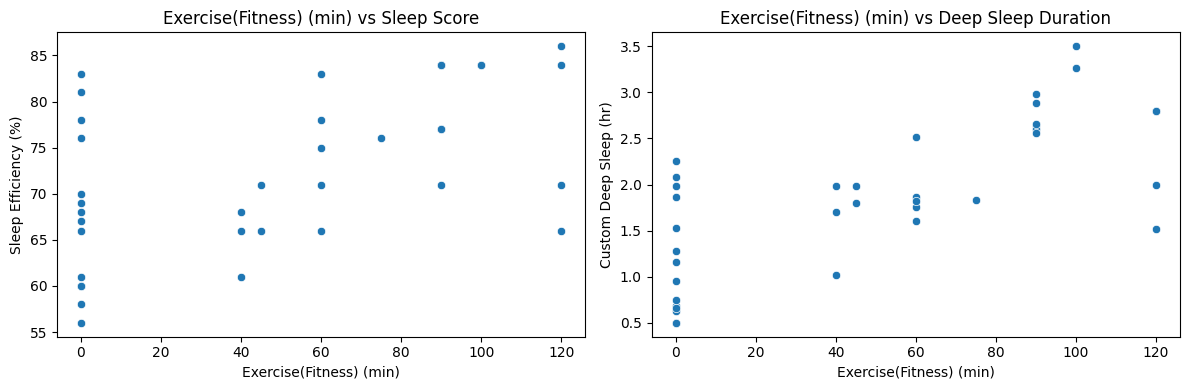 Exercise(Fitness) (min) vs Sleep Score
Sleep Efficiency (%)
85
80
75
70
65
60
55
0 20 40 60 80 100 120
Exercise(Fitness) (min)
Exercise(Fitness) (min) vs Deep Sleep Duration
Custom Deep Sleep (hr)
3.5
3.0
2.5
2.0
1.5
1.0
0.5
0 20 40 60 80 100 120
Exercise(Fitness) (min)